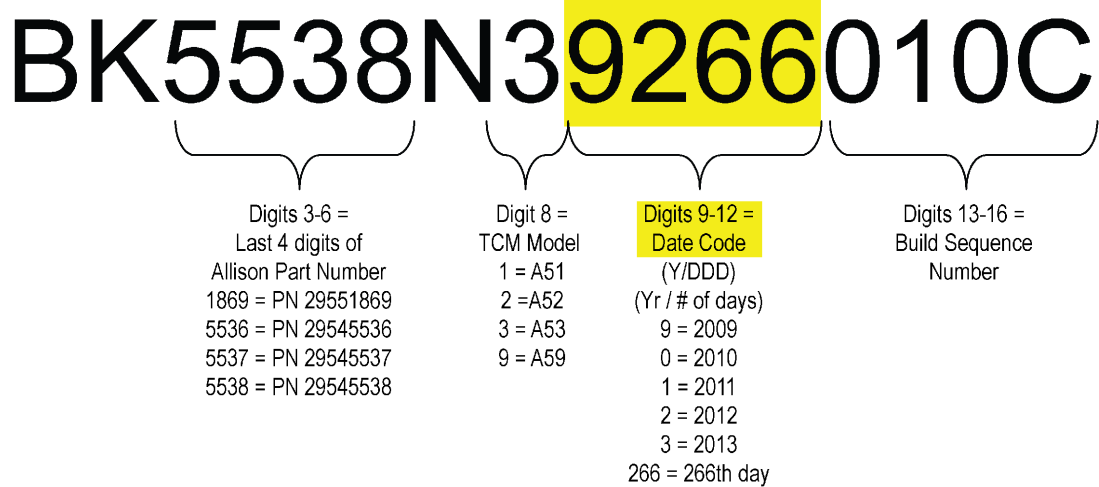 BK5538N39266010C
Digits 3-6 =
Last 4 digits of
Allison Part Number
1869 = PN 29551869
5536 = PN 29545536
5537 = PN 29545537
5538 = PN 29545538
Digit 8 =
TCM Model
1 = A51
2 =A52
3 = A53
9 = A59
Digits 9-12 =
Date Code
(Y/DDD)
(Yr / # of days)
9 = 2009
0 = 2010
1 = 2011
2 = 2012
3 = 2013
266 = 266th day
Digits 13-16 =
Build Sequence
Number